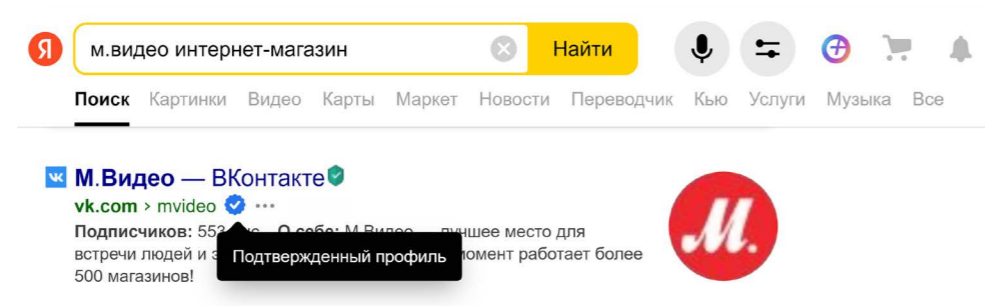 Я
м.видео интернет-магазин
Найти
Поиск Картинки Видео Карты Маркет Новости Переводчик Кью Услуги Музыка Все
М.Видео — ВКонтакте
vk.com › mvideo
Подписчиков: 553 О себе: М.Видео лучшее место для
встречи людей и момент работает более
Подтвержденный профиль
500 магазинов!
М.